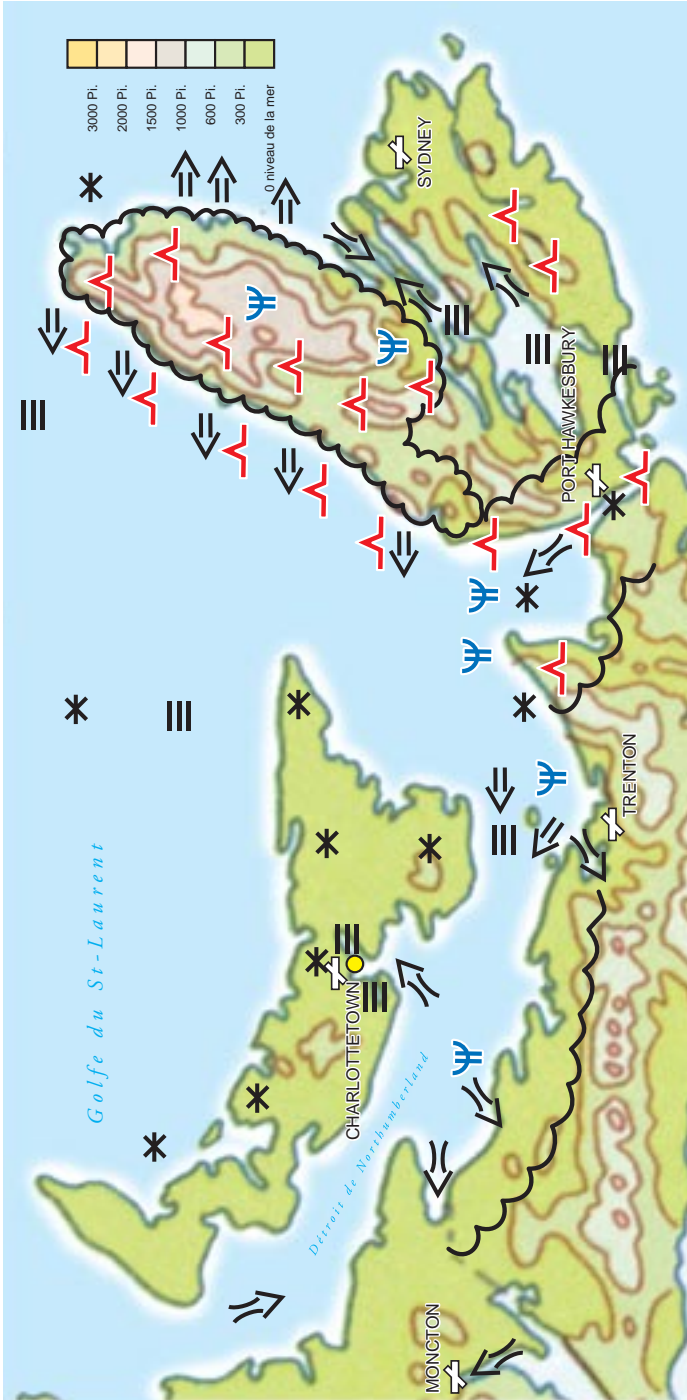 3000 Pi.
2000 Pi.
1500 Pi.
1000 Pi.
600 Pi.
300 Pi.
0 niveau de la mer
SYDNEY
PORT HAWKESBURY
Golfe du St-Laurent
TRENTON
CHARLOTTETOWN
Détroit de Northumberland
MONCTON